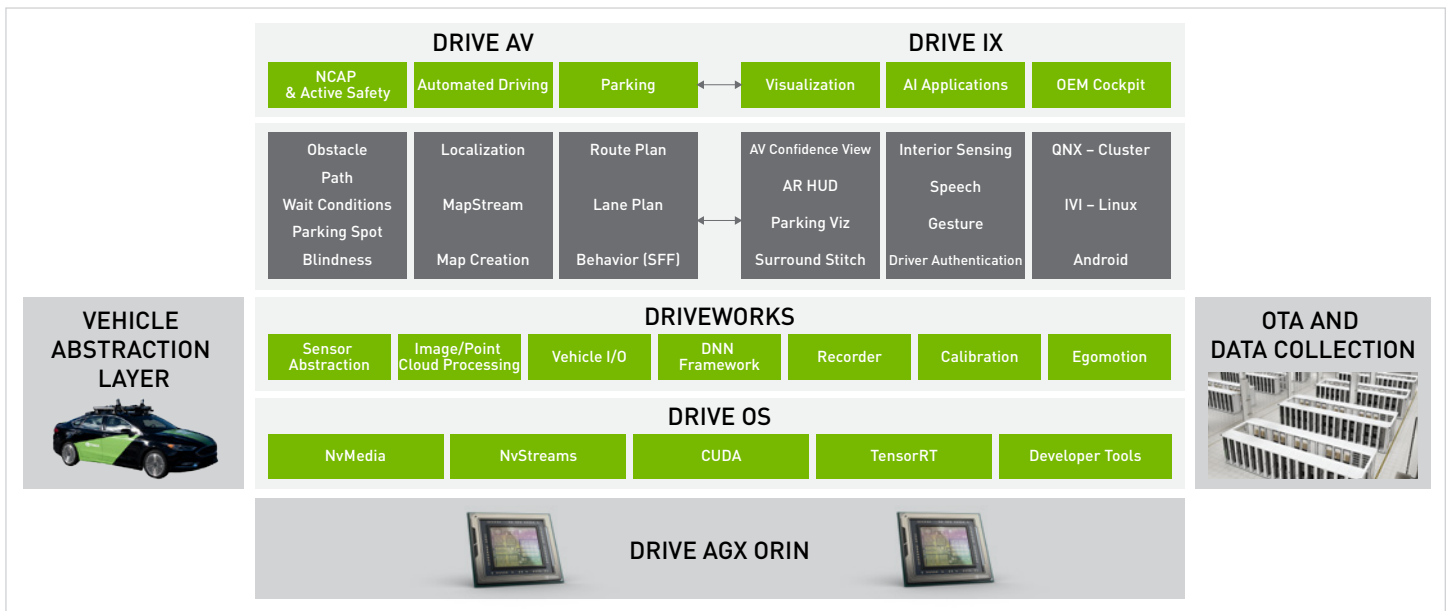 DRIVE AV
DRIVE IX
NCAP
& Active Safety
Automated Driving
Parking
Visualization
AI Applications
OEM Cockpit
Obstacle
Path
Wait Conditions
Parking Spot
Blindness
Localization
MapStream
Map Creation
Route Plan
Lane Plan
Behavior (SFF)
AV Confidence View
AR HUD
Parking Viz
Surround Stitch
Interior Sensing
Speech
Gesture
Driver Authentication
QNX – Cluster
IVI – Linux
Android
VEHICLE
ABSTRACTION
LAYER
DRIVEWORKS
Sensor
Abstraction
Image/Point
Cloud Processing
Vehicle I/O
DNN
Framework
Recorder
Calibration
Egomotion
OTA AND
DATA COLLECTION
DRIVE OS
NvMedia
NvStreams
CUDA
TensorRT
Developer Tools
DRIVE AGX ORIN